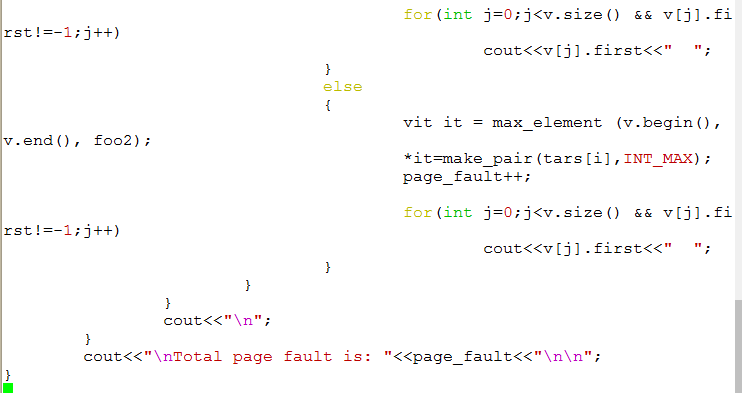 for(int j=0;j<v.size() && v[j].fi
rst!=-1;j++)
cout<<v[j].first<<"  ";
}
else
{
vit it = max_element (v.begin(),
v.end(), foo2);
*it=make_pair(tars[i],INT_MAX);
page_fault++;
for(int j=0;j<v.size() && v[j].fi
rst!=-1;j++)
cout<<v[j].first<<"  ";
}
}
}
cout<<"\n";
}
cout<<"\nTotal page fault is: "<<page_fault<<"\n\n";
}